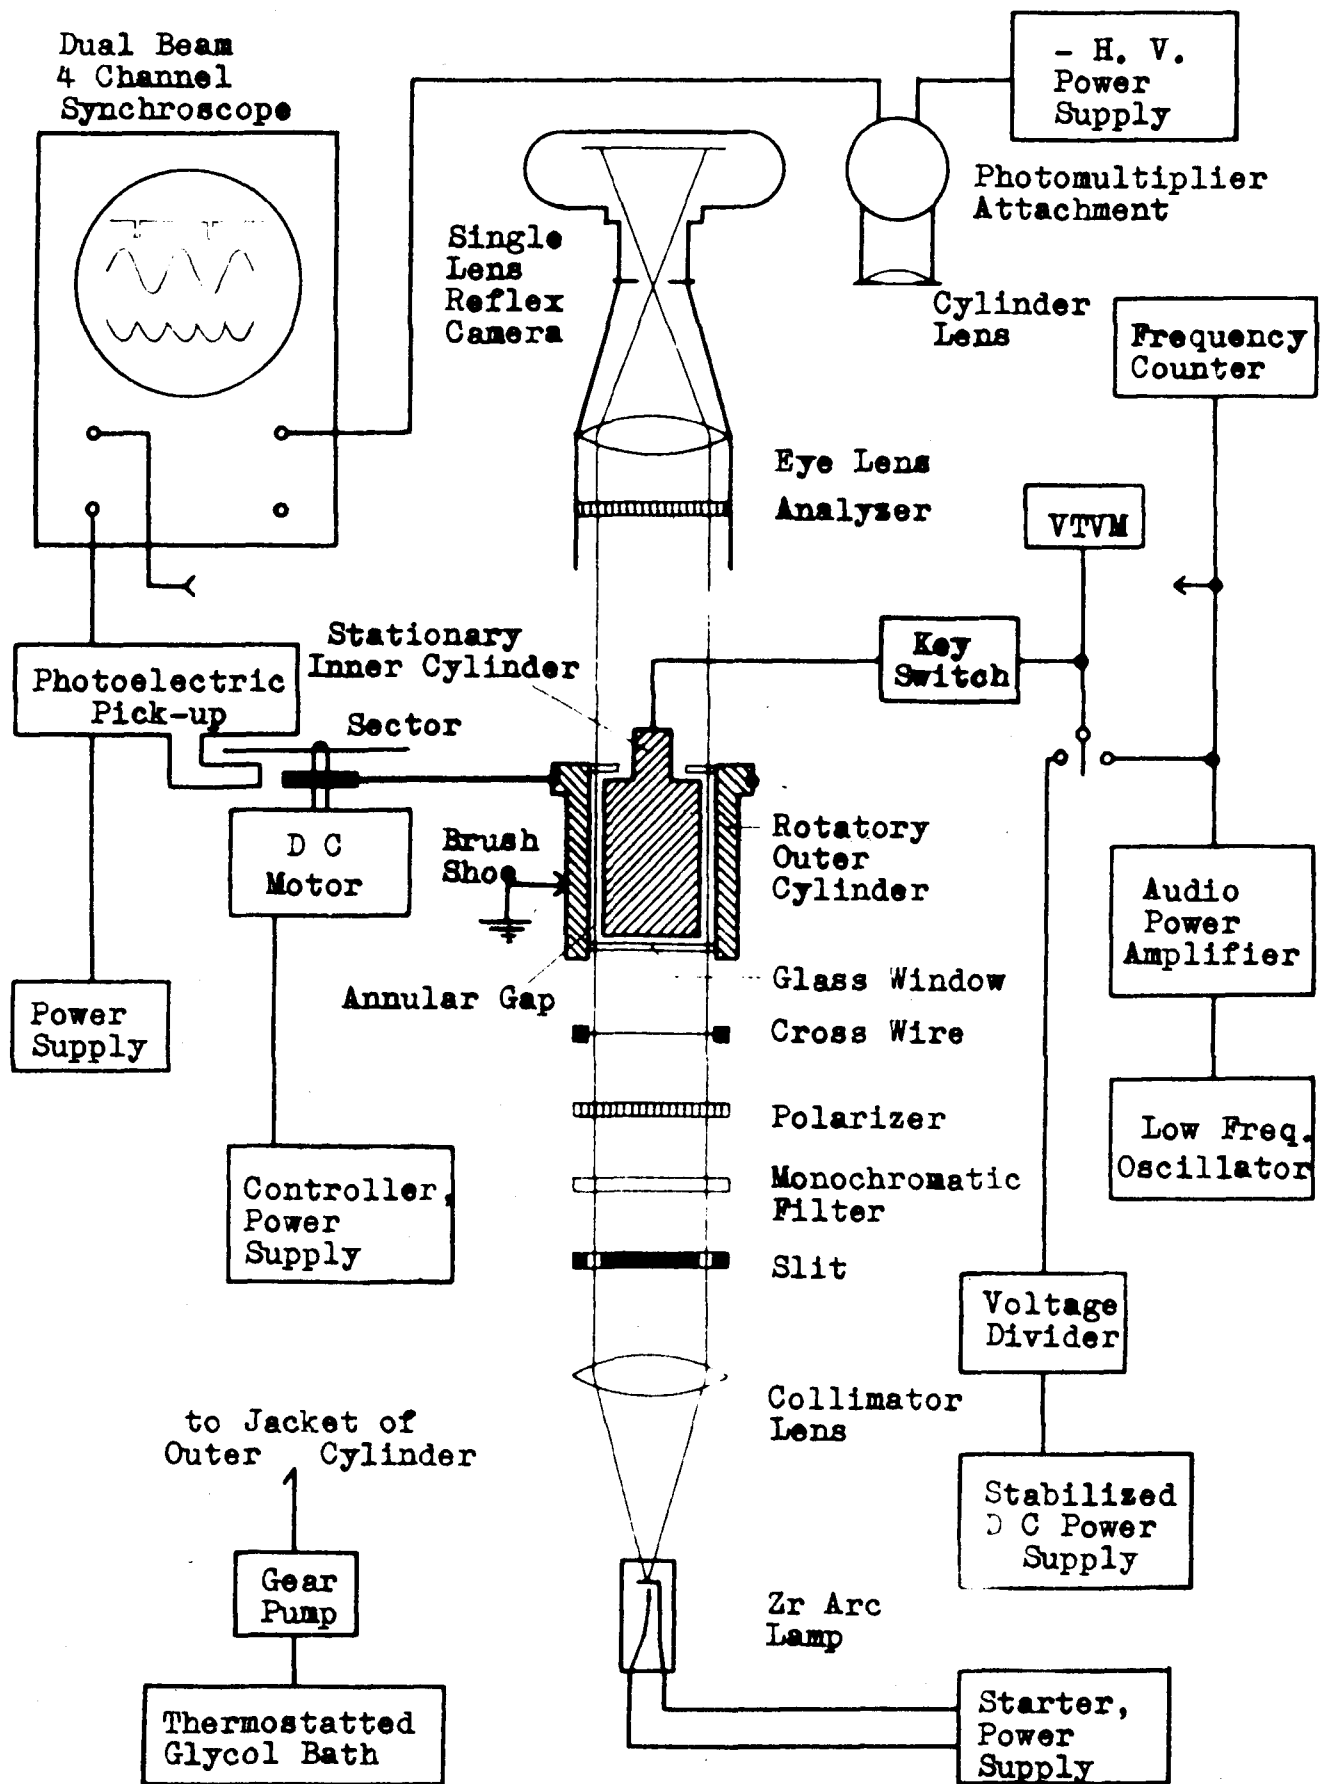 Dual Beam
4 Channel
Synchroscope
- H. V.
Power
Supply
Photomultiplier
Attachment
Single
Lens
Reflex
Camera
Cylinder
Lens
Frequency
Counter
Eye Lens
Analyzer
VTVM
Stationary
Inner Cylinder
Key
Switch
Photoelectric
Pick-up
Sector
D C
Motor
Brush
Shoe
Rotatory
Outer
Cylinder
Audio
Power
Amplifier
Annular Gap
Glass Window
Power
Supply
Cross Wire
Polarizer
Low Freq.
Oscillator
Controller,
Power
Supply
Monochromatic
Filter
Slit
Voltage
Divider
Collimator
Lens
to Jacket of
Outer Cylinder
Stabilized
D C Power
Supply
Gear
Pump
Zr Arc
Lamp
Thermostatted
Glycol Bath
Starter,
Power
Supply